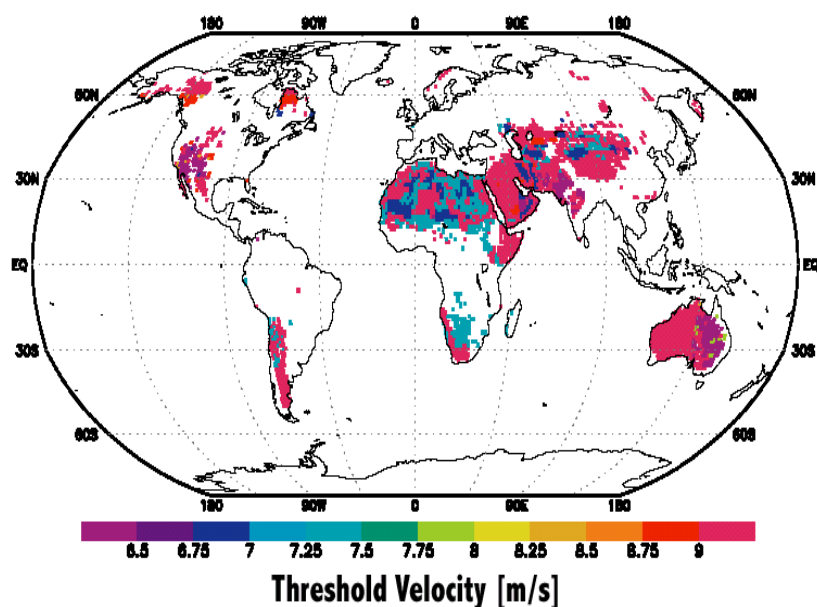 180 90W 0 90E 180
60N 60N
30N 30N
EQ EQ
30S 30S
60S 60S
180 90W 0 90E 180
6.5 6.75 7 7.25 7.5 7.75 8 8.25 8.5 8.75 9
Threshold Velocity [m/s]